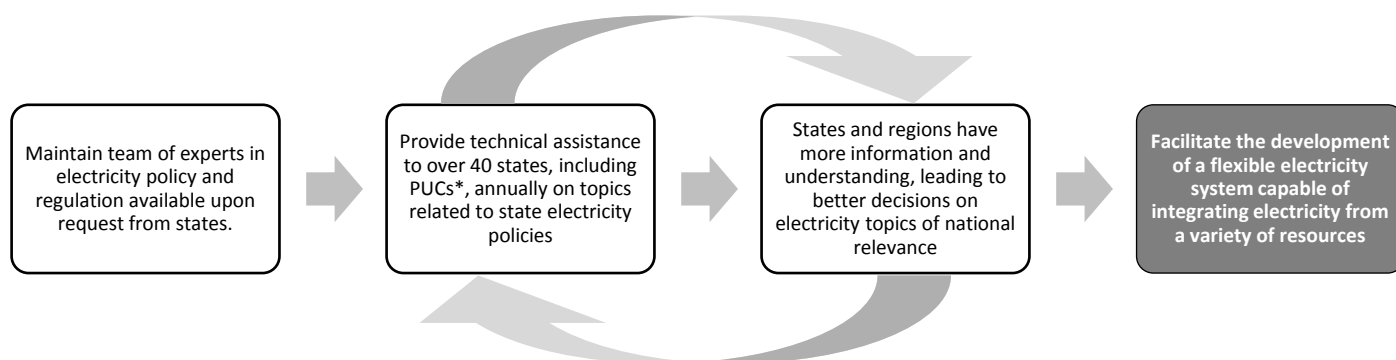 Maintain team of experts in
electricity policy and
regulation available upon
request from states.
Provide technical assistance
to over 40 states, including
PUCs*, annually on topics
related to state electricity
policies
States and regions have
more information and
understanding, leading to
better decisions on
electricity topics of national
relevance
Facilitate the development
of a flexible electricity
system capable of
integrating electricity from
a variety of resources